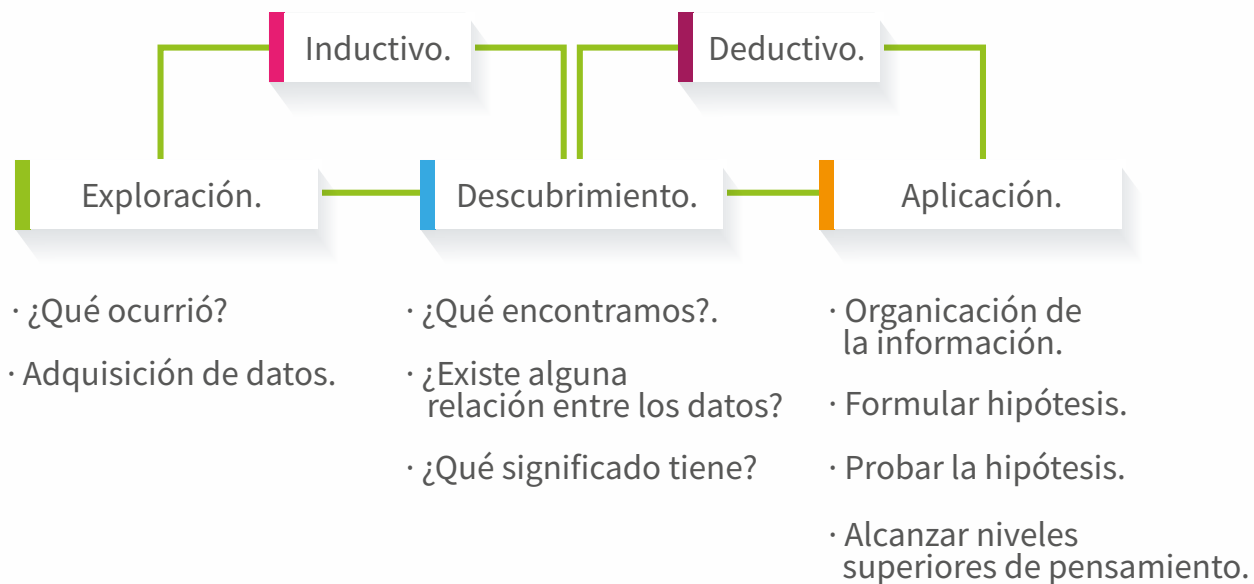 Inductivo.
Deductivo.
Exploración.
Descubrimiento.
Aplicación.
· ¿Qué ocurrió?
· Adquisición de datos.
· ¿Qué encontramos?.
· ¿Existe alguna
relación entre los datos?
· ¿Qué significado tiene?
· Organicación de
la información.
· Formular hipótesis.
· Probar la hipótesis.
· Alcanzar niveles
superiores de pensamiento.